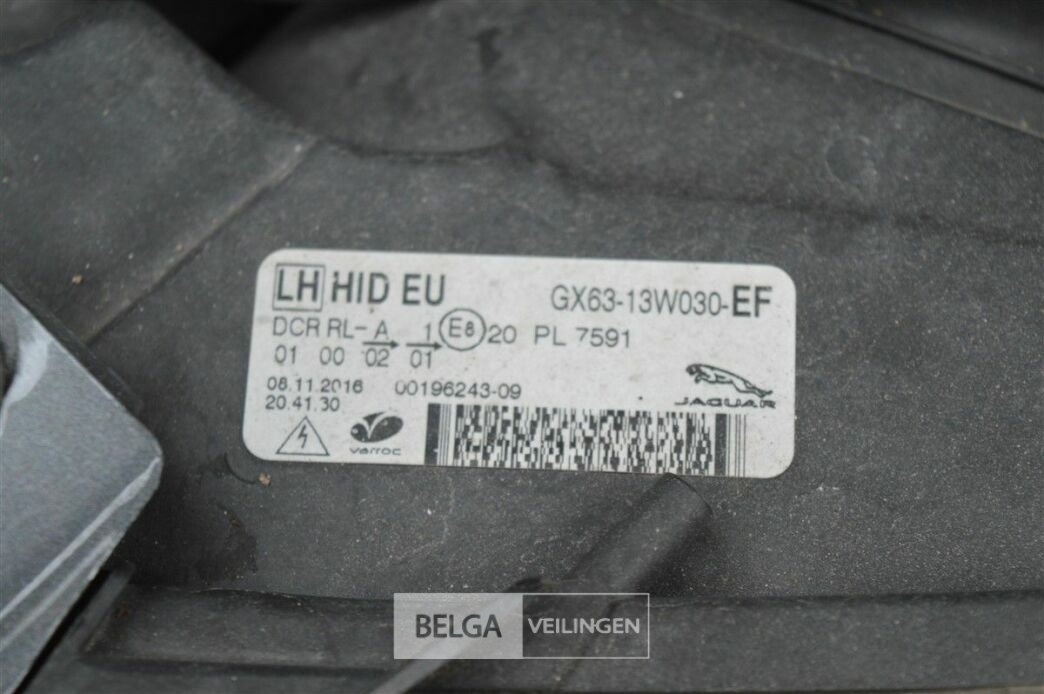 LH HID EU GX63-13W030-EF
DCR RL- A 1 E8 20 PL 7591
01 00 02 01
08.11.2016 00196243-09
20.41.30
JAGUAR
varroc
BELGA VEILINGEN